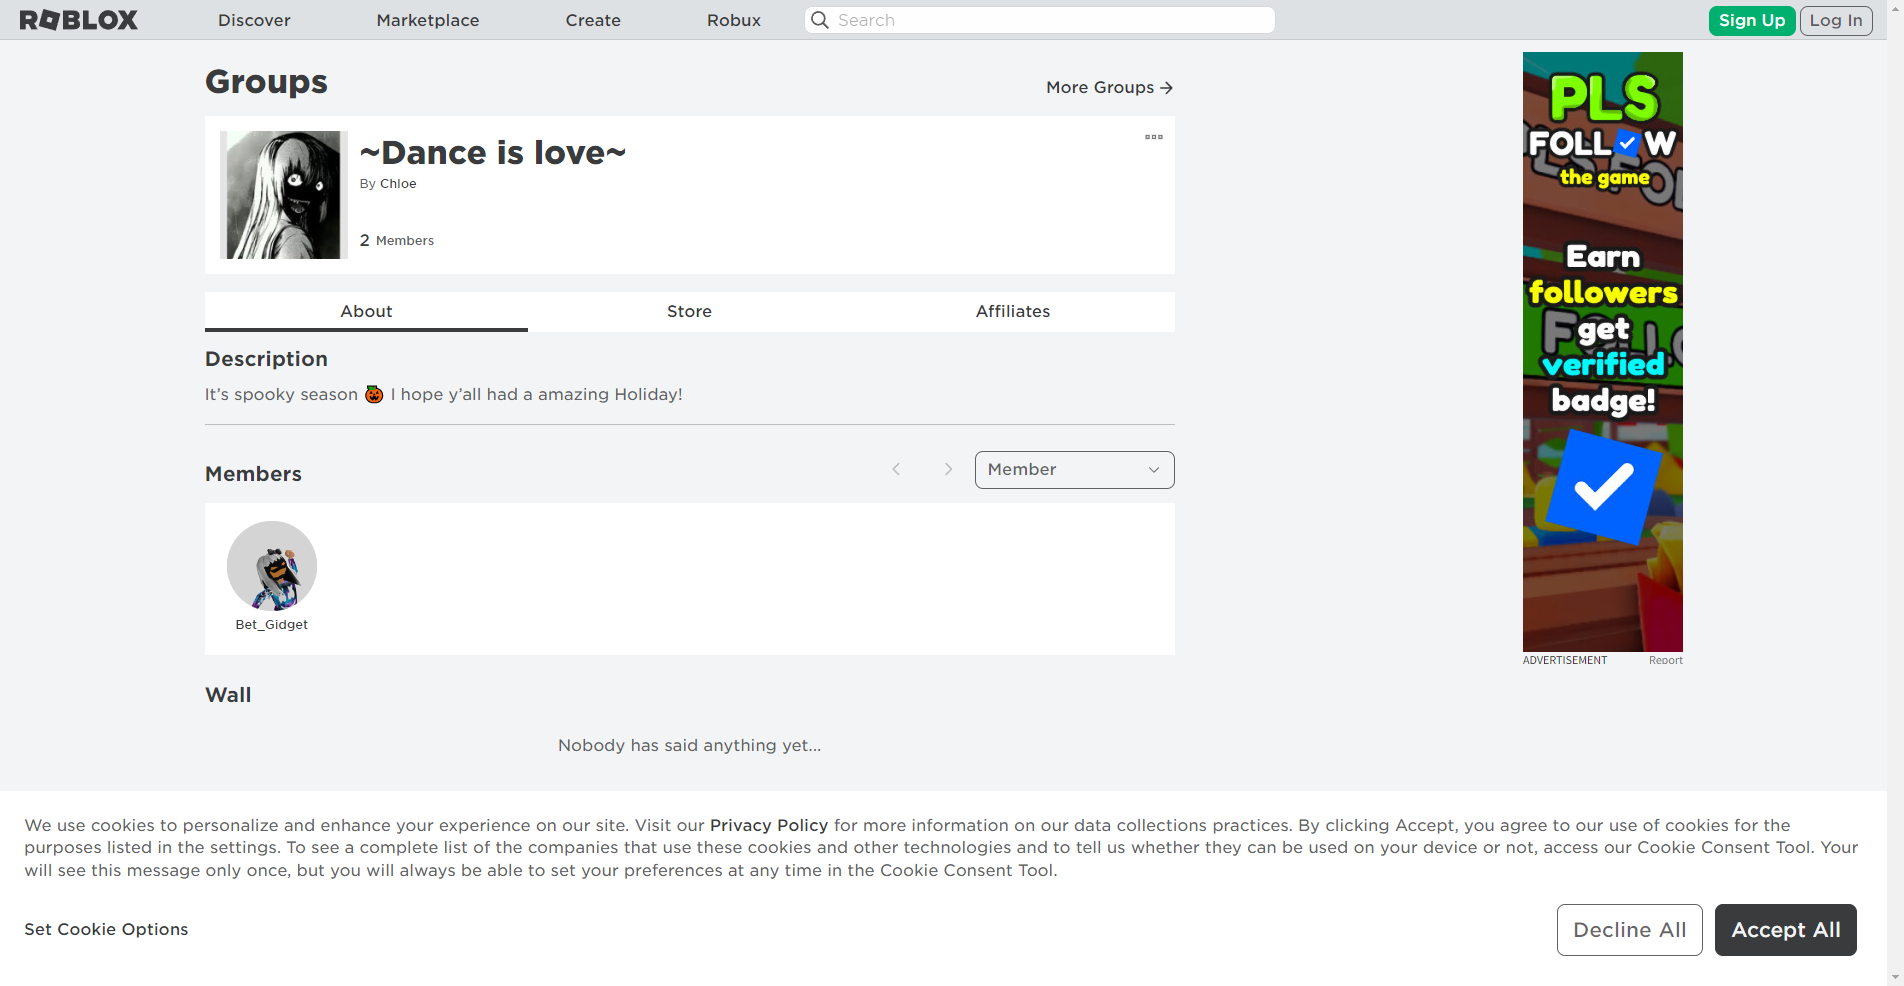 ROBLOX Discover Marketplace Create Robux Search Sign Up Log In
Groups
More Groups →
~Dance is love~
By Chloe
2 Members
About Store Affiliates
Description
It's spooky season 🎃 I hope y'all had a amazing Holiday!
Members
Member
Bet_Gidget
Wall
Nobody has said anything yet...
PLS
FOLLOW
the game
Earn
followers
get
verified
badge!
ADVERTISEMENT Report
We use cookies to personalize and enhance your experience on our site. Visit our Privacy Policy for more information on our data collections practices. By clicking Accept, you agree to our use of cookies for the
purposes listed in the settings. To see a complete list of the companies that use these cookies and other technologies and to tell us whether they can be used on your device or not, access our Cookie Consent Tool. Your
will see this message only once, but you will always be able to set your preferences at any time in the Cookie Consent Tool.
Set Cookie Options
Decline All Accept All